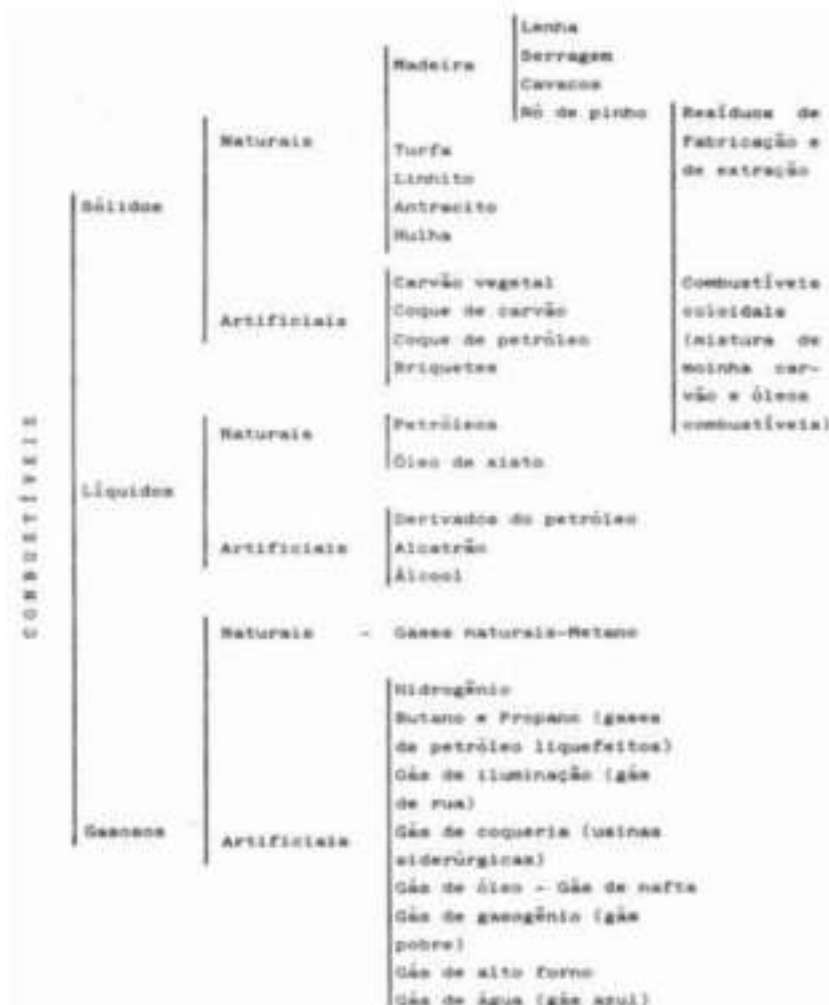 COMBUSTÍVEIS
Sólidos
Naturais
Madeira
Lenha
Serragem
Cavacos
Nó de pinho
Turfa
Linhito
Antracito
Hulha
Artificiais
Carvão vegetal
Coque de carvão
Coque de petróleo
Briquetes
Resíduos de
Fabricação e
de extração
Combustíveis
coloidais
(mistura de
moinha car-
vão e óleos
combustíveis)
Líquidos
Naturais
Petróleos
Óleo de xisto
Artificiais
Derivados do petróleo
Alcatrão
Álcool
Gasosos
Naturais - Gases naturais-Metano
Artificiais
Hidrogênio
Butano e Propano (gases
de petróleo liquefeitos)
Gás de iluminação (gás
de rua)
Gás de coqueria (usinas
siderúrgicas)
Gás de óleo - Gás de nafta
Gás de gasogênio (gás
pobre)
Gás de alto forno
Gás de água (gás azul)